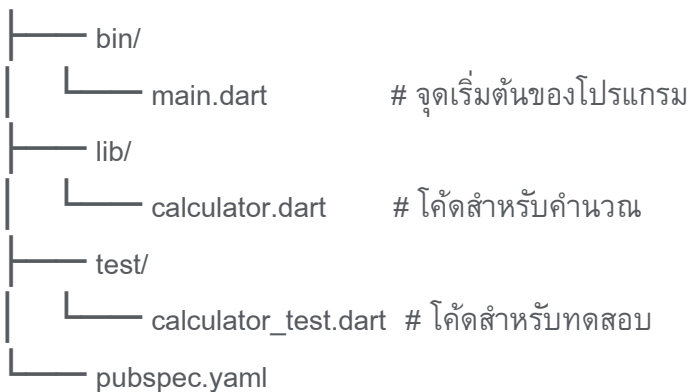 ├── bin/
│ └── main.dart # จุดเริ่มต้นของโปรแกรม
├── lib/
│ └── calculator.dart # โค้ดสำหรับคำนวณ
├── test/
│ └── calculator_test.dart # โค้ดสำหรับทดสอบ
└── pubspec.yaml